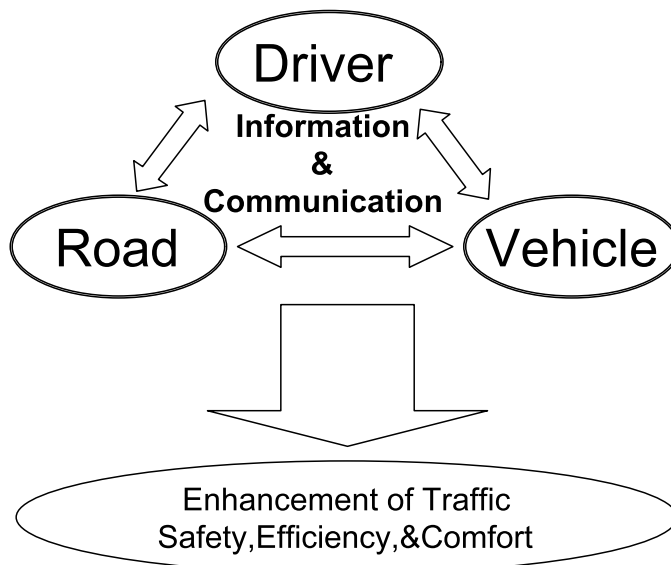 Driver
Information
&
Communication
Road
Vehicle
Enhancement of Traffic
Safety,Efficiency,&Comfort